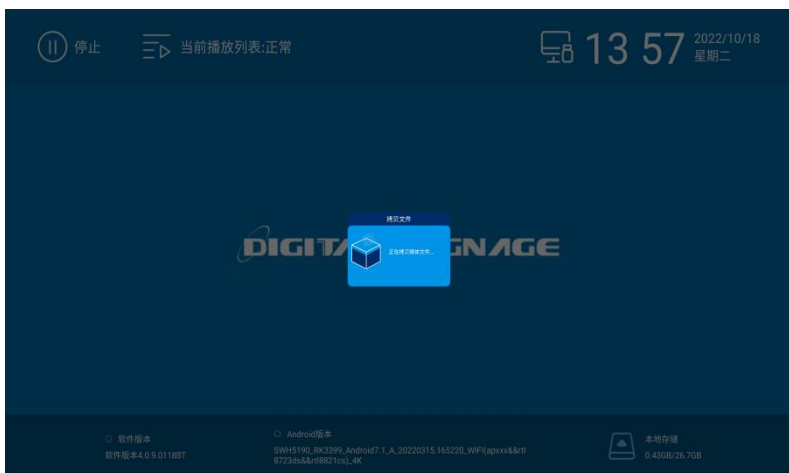 停止
当前播放列表:正常
13 57
2022/10/18
星期二
拷贝文件
正在拷贝媒体文件...
DIGITA GNAGE
软件版本
软件版本4.0.9.0118BT
Android版本
SWH5190_RK3399_Android7.1_A_20220315.165220_WIFI(apxxx&&rtl
8723ds&&rtl8821cs)_4K
本地存储
0.43GB/26.7GB